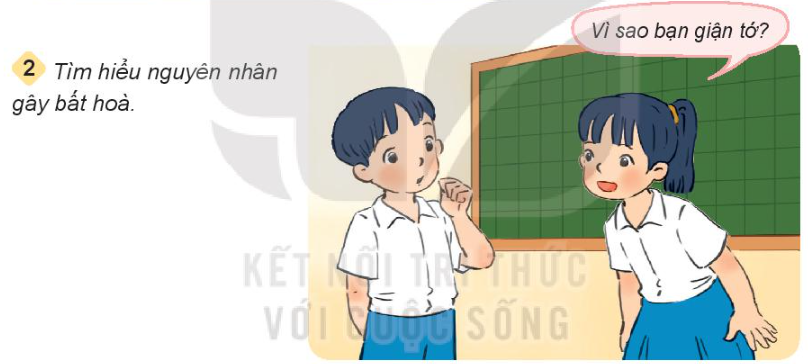 Vì sao bạn giận tớ?
2 Tìm hiểu nguyên nhân
gây bất hoà.
KẾT NỐI TRI THỨC
VỚI CUỘC SỐNG